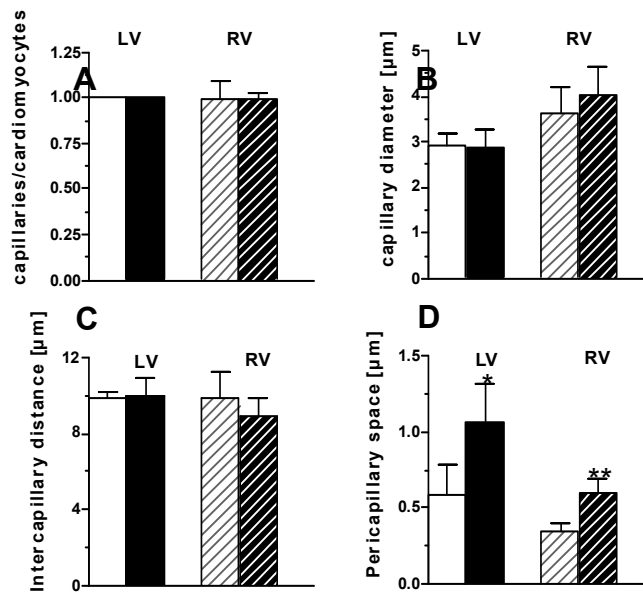 A
LV
RV
capillaries/cardiomyocytes
1.25
1.00
0.75
0.50
0.25
0.00
B
LV
RV
capillary diameter [µm]
5
4
3
2
1
0
C
LV
RV
Intercapillary distance [µm]
12
8
4
0
D
LV
RV
Pericapillary space [µm]
1.5
1.0
0.5
0.0
*
**